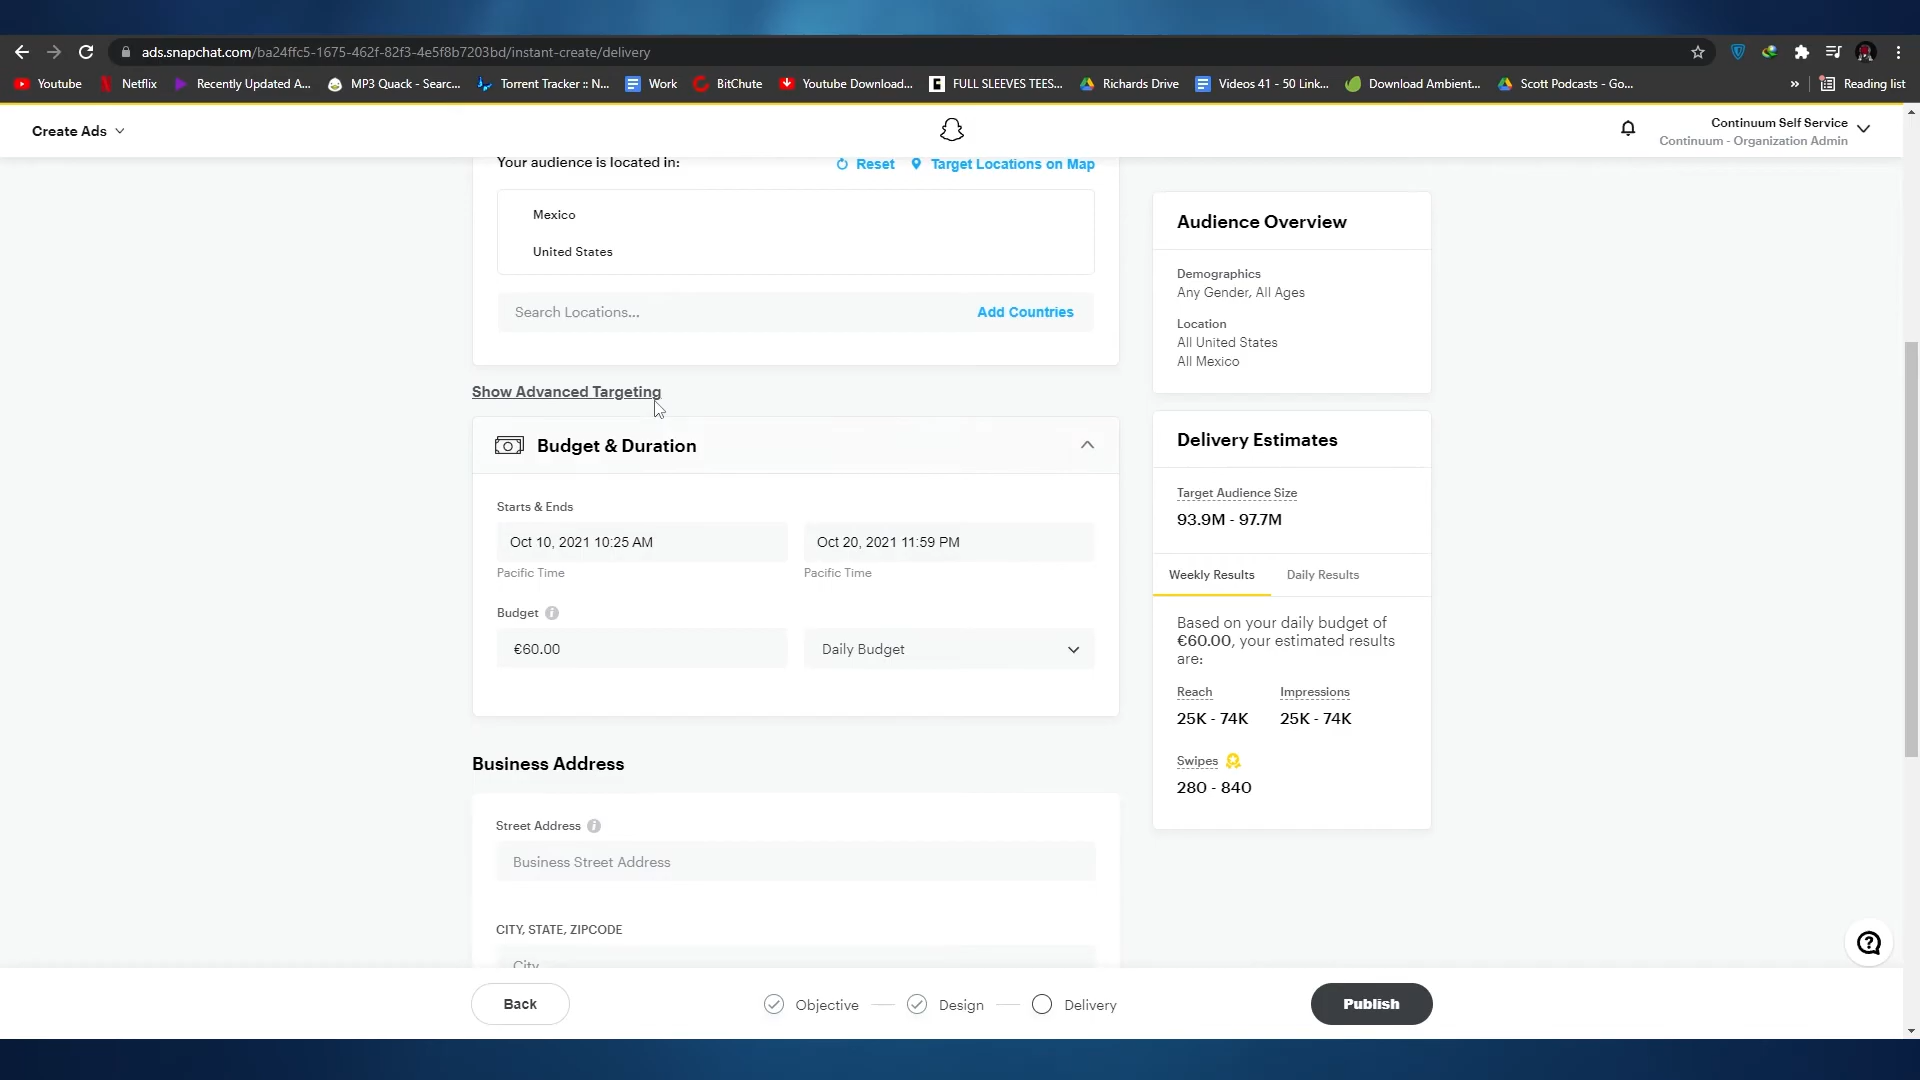 ads.snapchat.com/ba24ffc5-1675-462f-82f3-4e5f8b7203bd/instant-create/delivery
Youtube Netflix Recently Updated A... MP3 Quack - Searc... Torrent Tracker :: N... Work BitChute Youtube Download... FULL SLEEVES TEES... Richards Drive Videos 41 - 50 Link... Download Ambient... Scott Podcasts - Go... » Reading list
Create Ads
Continuum Self Service
Continuum - Organization Admin
Your audience is located in:
Reset
Target Locations on Map
Mexico
United States
Search Locations...
Add Countries
Show Advanced Targeting
Budget & Duration
Starts & Ends
Oct 10, 2021 10:25 AM
Oct 20, 2021 11:59 PM
Pacific Time
Pacific Time
Budget
€60.00
Daily Budget
Business Address
Street Address
Business Street Address
CITY, STATE, ZIPCODE
City
Audience Overview
Demographics
Any Gender, All Ages
Location
All United States
All Mexico
Delivery Estimates
Target Audience Size
93.9M - 97.7M
Weekly Results
Daily Results
Based on your daily budget of
€60.00, your estimated results
are:
Reach
Impressions
25K - 74K
25K - 74K
Swipes
280 - 840
Back
Objective
Design
Delivery
Publish